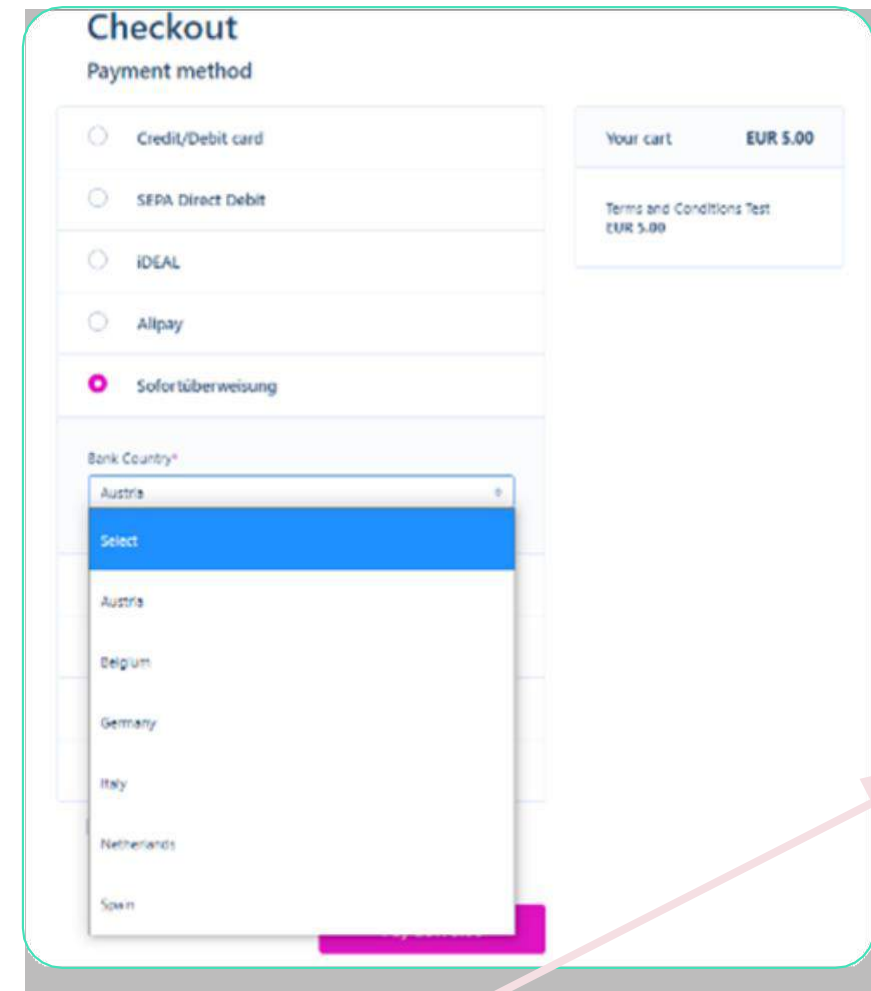 Checkout
Payment method
Credit/Debit card
SEPA Direct Debit
iDEAL
Alipay
Sofortüberweisung
Bank Country*
Austria
Select
Austria
Belgium
Germany
Italy
Netherlands
Spain
Your cart EUR 5.00
Terms and Conditions Test
EUR 5.00